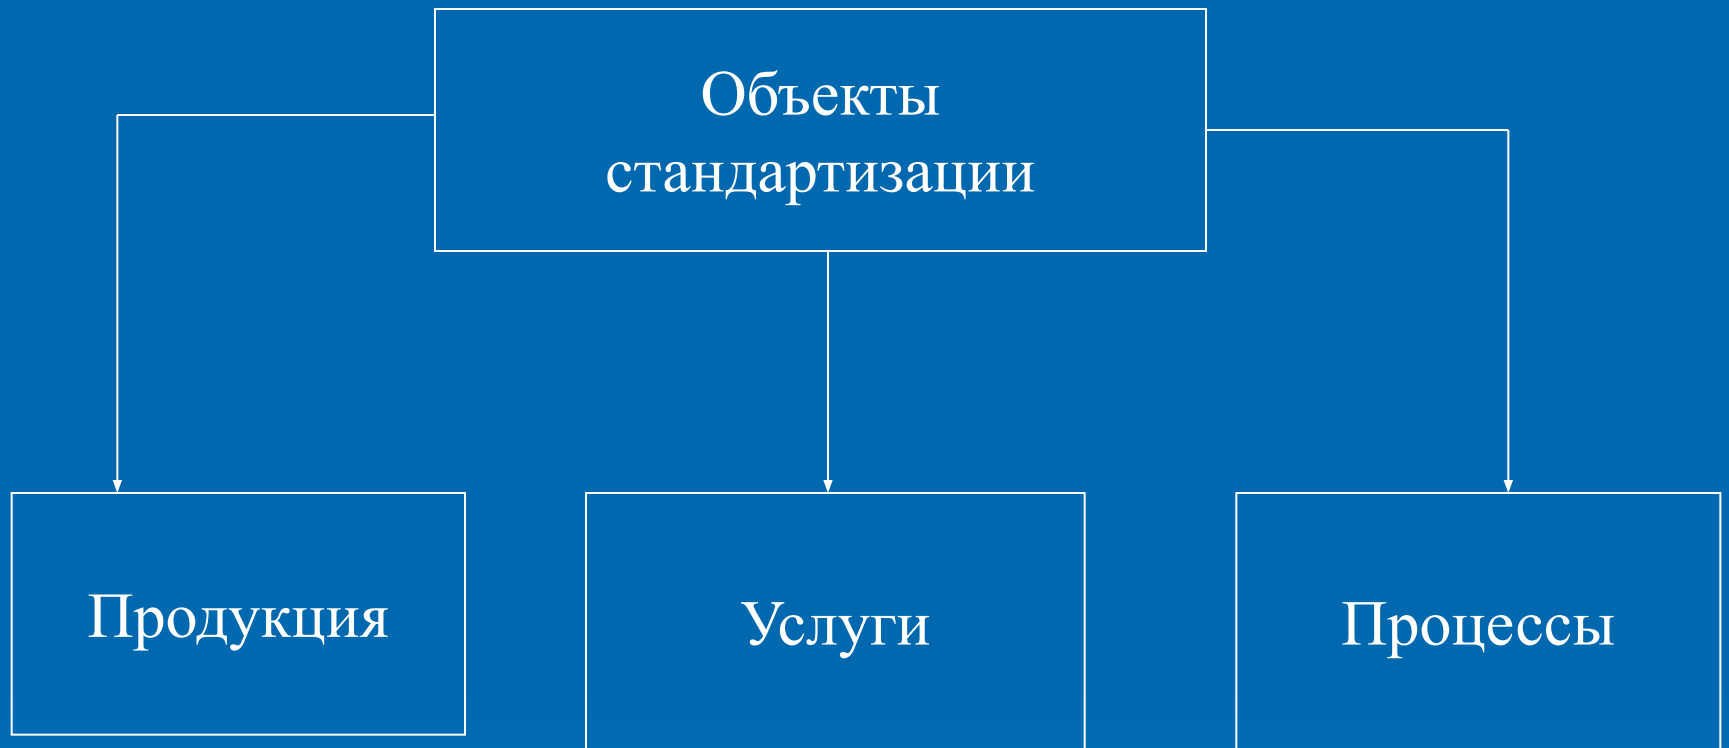 Объекты
стандартизации
Продукция
Услуги
Процессы